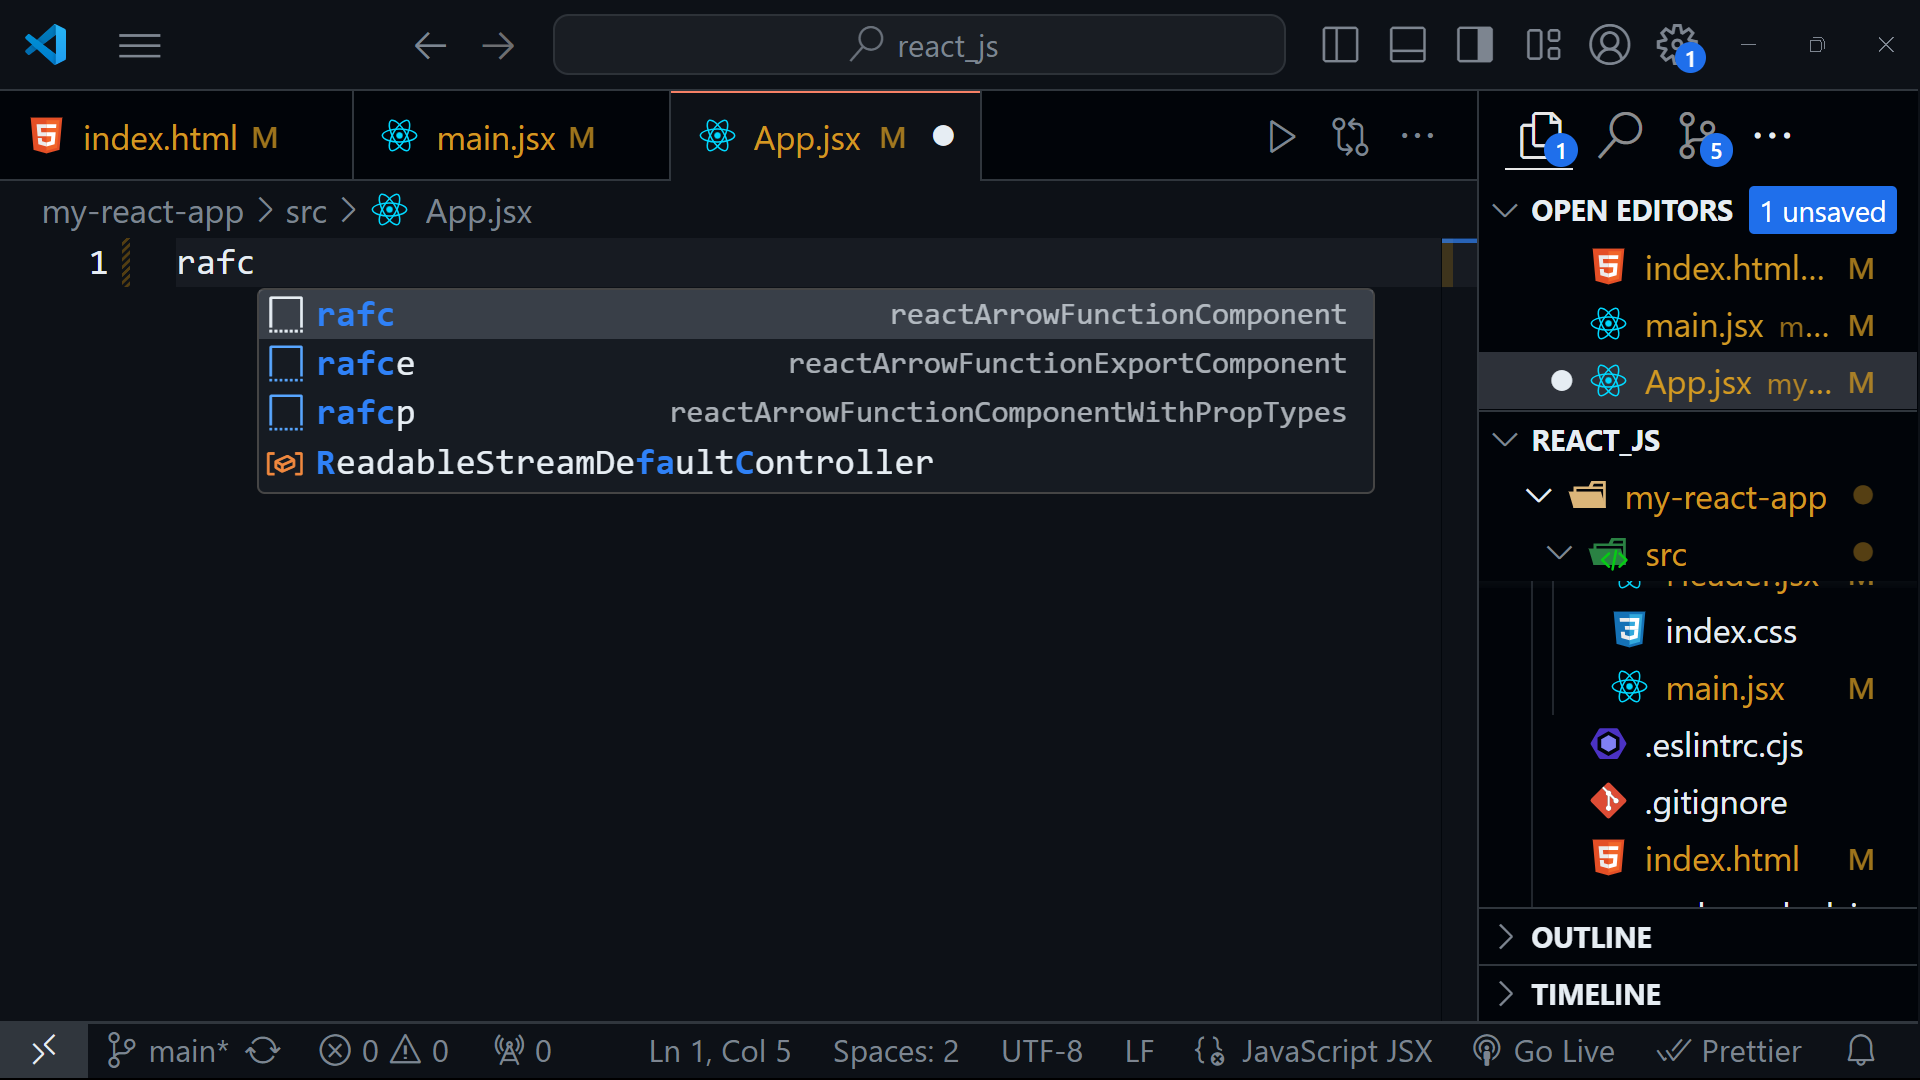 react_js
1
index.html M
main.jsx M
App.jsx M
1
5
my-react-app > src > App.jsx
OPEN EDITORS
1 unsaved
1
rafc
index.html... M
rafc reactArrowFunctionComponent
main.jsx m... M
rafce reactArrowFunctionExportComponent
App.jsx my... M
rafcp reactArrowFunctionComponentWithPropTypes
ReadableStreamDefaultController
REACT_JS
my-react-app
src
Header.jsx M
index.css
main.jsx M
.eslintrc.cjs
.gitignore
index.html M
OUTLINE
TIMELINE
main* 0 0 0 Ln 1, Col 5 Spaces: 2 UTF-8 LF JavaScript JSX Go Live Prettier